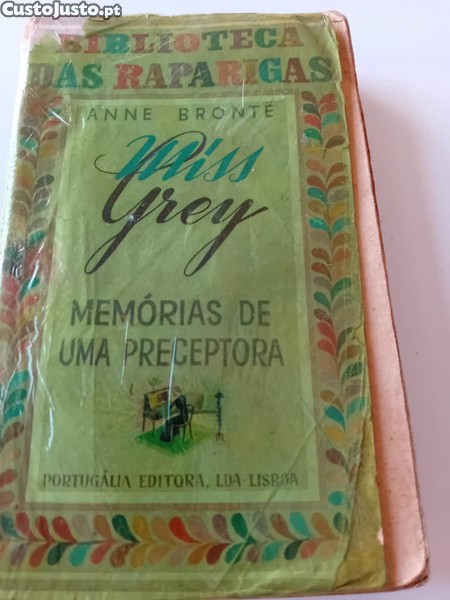 CustoJusto.pt
BIBLIOTECA
DAS RAPARIGAS
ANNE BRONTË
Miss
Grey
MEMÓRIAS DE
UMA PRECEPTORA
PORTUGÁLIA EDITORA, LDA - LISBOA